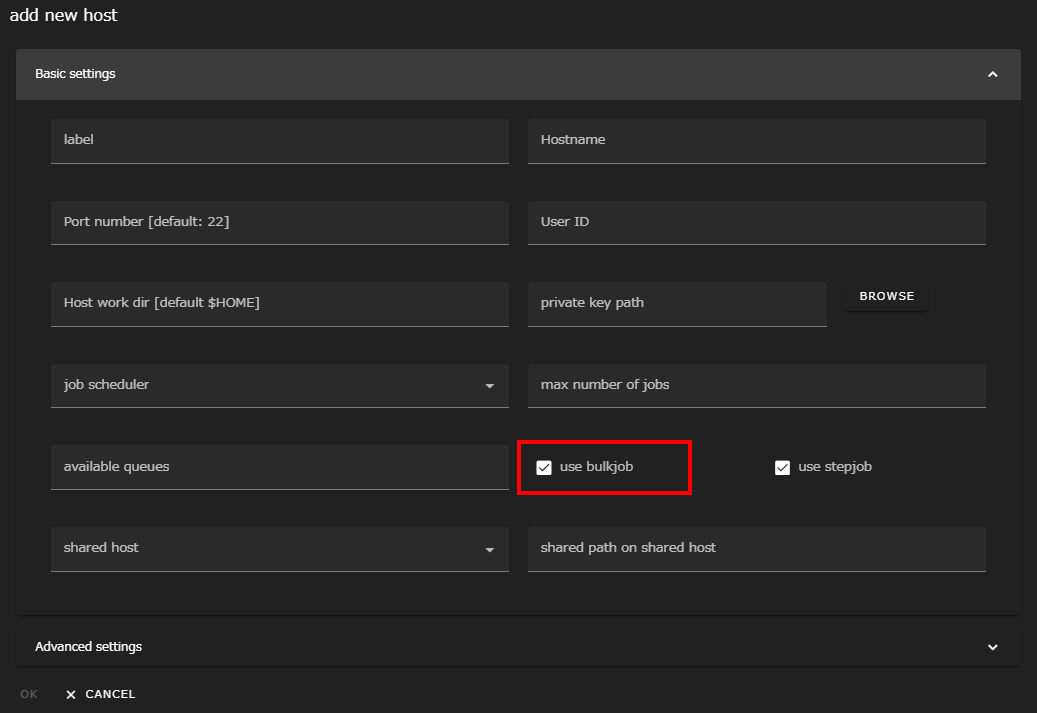 add new host
Basic settings
label
Hostname
Port number [default: 22]
User ID
Host work dir [default $HOME]
private key path
BROWSE
job scheduler
max number of jobs
available queues
use bulkjob
use stepjob
shared host
shared path on shared host
Advanced settings
OK
CANCEL